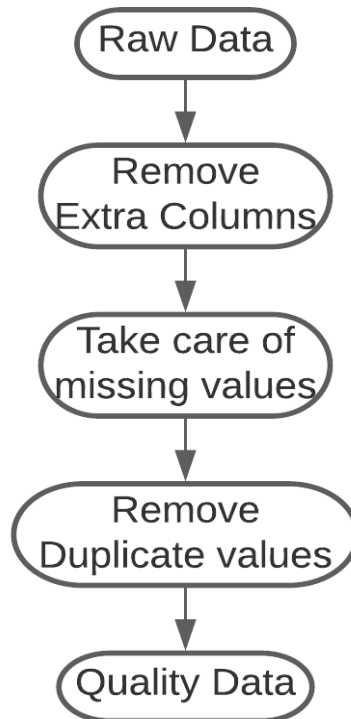 Raw Data
Remove
Extra Columns
Take care of
missing values
Remove
Duplicate values
Quality Data